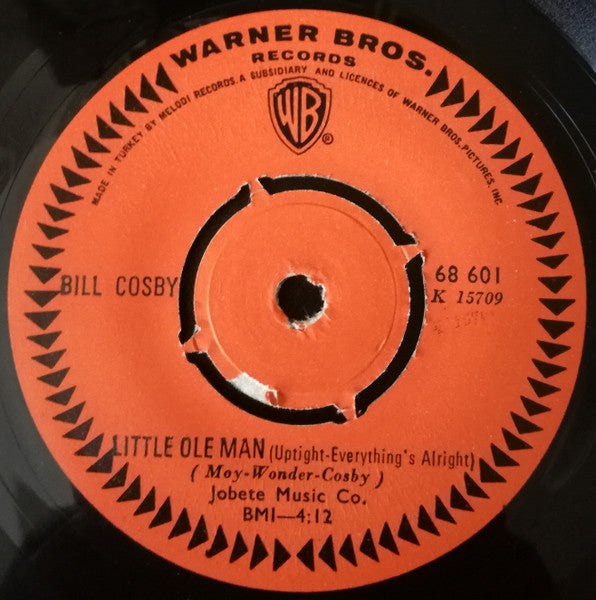 WARNER BROS.
RECORDS
MADE IN TURKEY BY MELODİ RECORDS. A SUBSIDIARY AND LICENCES OF WARNER BROS. PICTURES, INC.
WB
®
BILL COSBY
68 601
K 15709
LITTLE OLE MAN (Uptight-Everything's Alright)
( Moy-Wonder-Cosby )
Jobete Music Co.
BMI—4:12